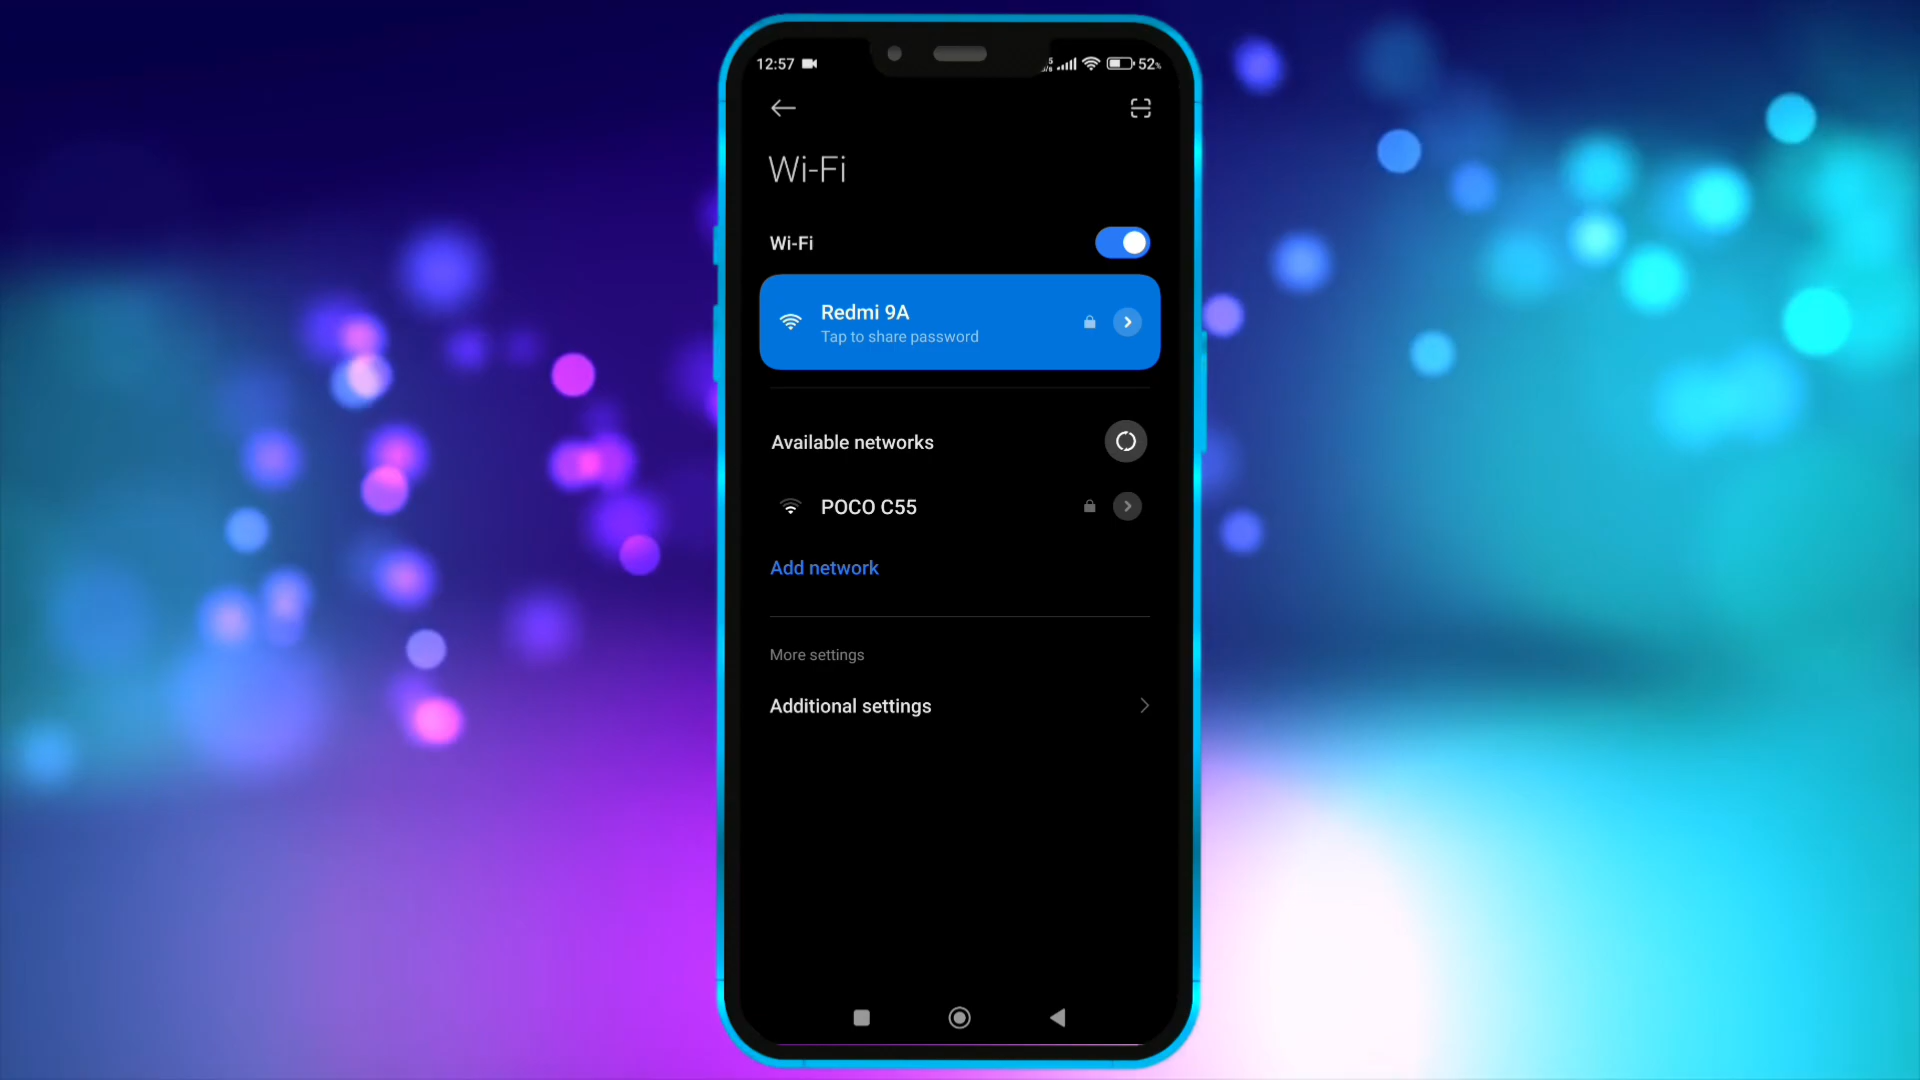 12:57
52%
Wi-Fi
Wi-Fi
Redmi 9A
Tap to share password
Available networks
POCO C55
Add network
More settings
Additional settings